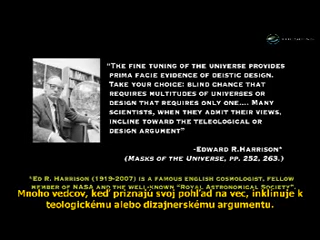 “The fine tuning of the universe provides
prima facie evidence of deistic design.
Take your choice: blind chance that
requires multitudes of universes or
design that requires only one.... Many
scientists, when they admit their views,
incline toward the teleological or
design argument”
-Edward R.Harrison*
(Masks of the Universe, pp. 252, 263.)
*Ed R. Harrison (1919-2007) is a famous english cosmologist, fellow
member of NASA and the well-known “Royal Astronomical Society”.
Mnoho vedcov, keď priznajú svoj pohľad na vec, inklinuje k
teologickému alebo dizajnérskemu argumentu.